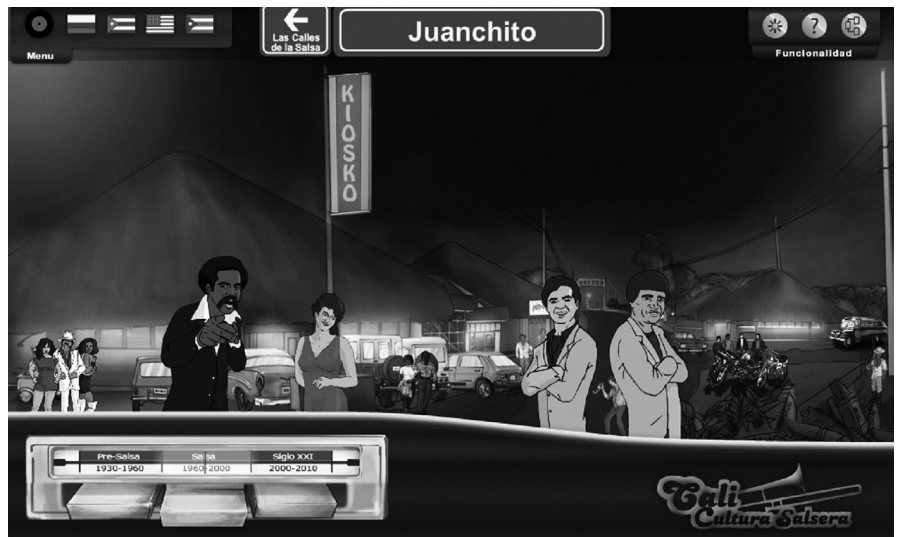 Menu
Las Calles
de la Salsa
Juanchito
Funcionalidad
?
KIOSKO
Pre-Salsa
1930-1960
Salsa
1960-2000
Siglo XXI
2000-2010
Cali
Cultura Salsera